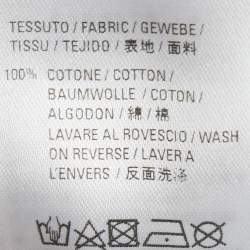 TESSUTO / FABRIC / GEWEBE /
TISSU / TEJIDO / 表地 / 面料
100% COTONE / COTTON /
BAUMWOLLE / COTON /
ALGODON / 綿 / 棉
LAVARE AL ROVESCIO / WASH
ON REVERSE / LAVER A
L'ENVERS / 反面洗涤